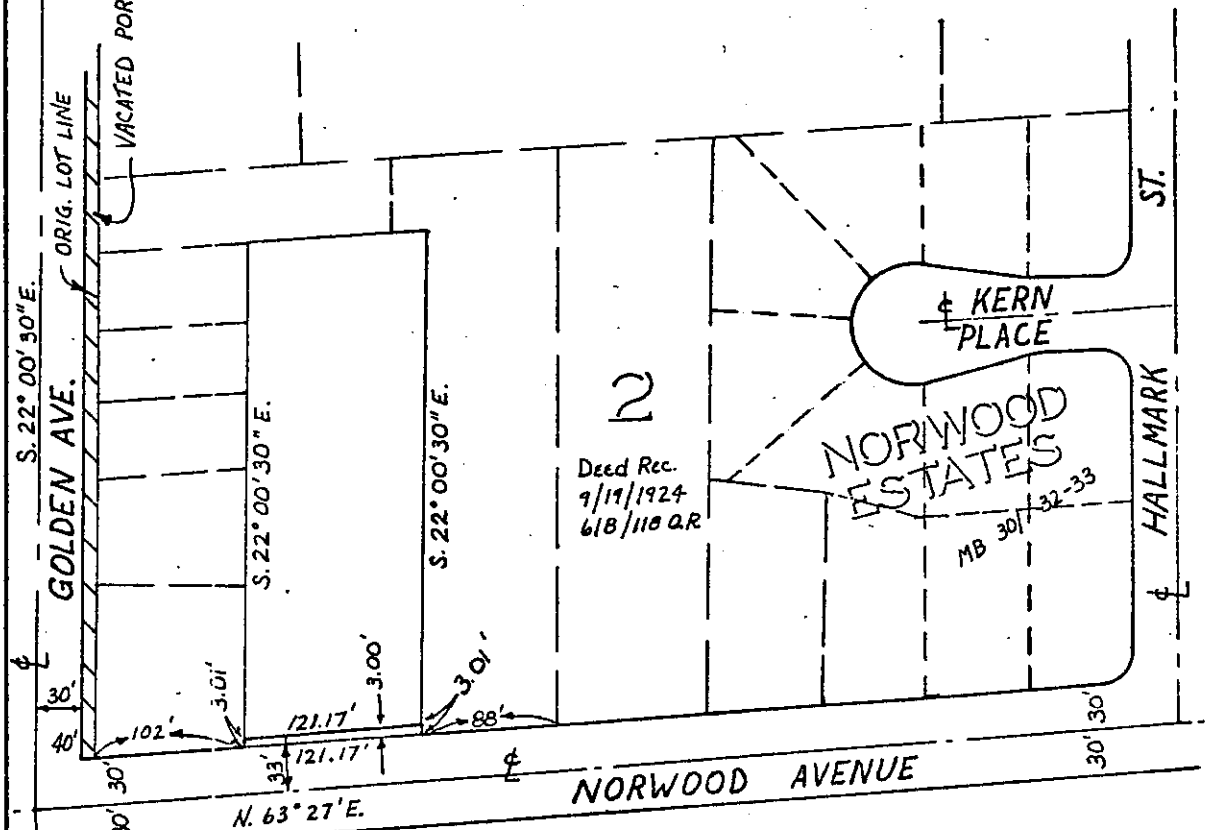 VACATED POR
ORIG. LOT LINE
S. 22° 00' 30" E.
GOLDEN AVE.
S. 22° 00' 30" E.
S. 22° 00' 30" E.
2
Deed Rec.
9/19/1924
618/118 O.R
℄ KERN
PLACE
ST.
HALLMARK
℄
NORWOOD
ESTATES
MB 301 32-33
℄
30'
40'
102'
3.01'
121.17'
3.00'
3.01'
88'
33'
121.17'
30'
℄
30'
30'
NORWOOD AVENUE
N. 63° 27' E.